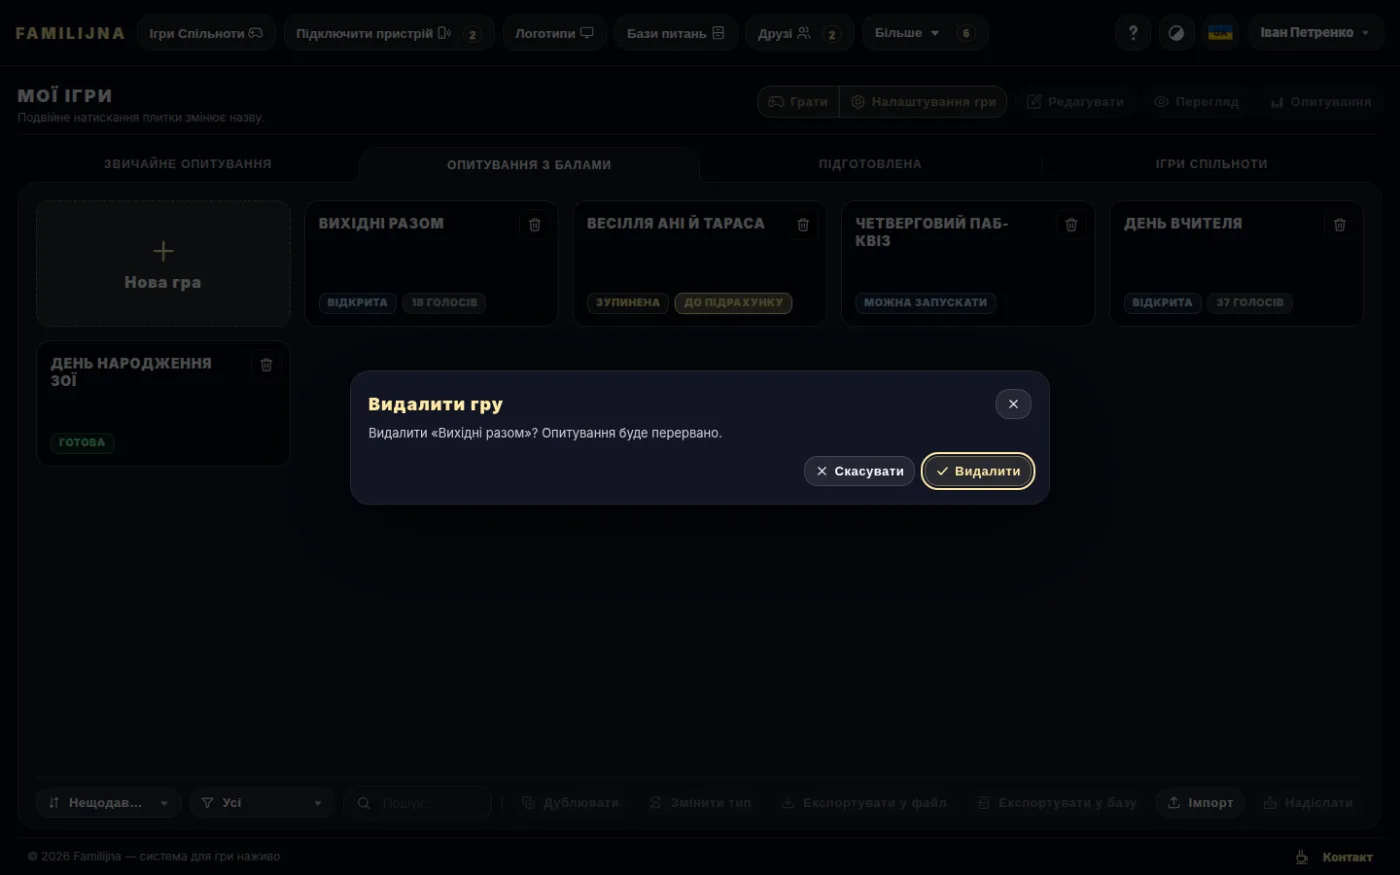 FAMILIJNA
Ігри Спільноти
Підключити пристрій 2
Логотипи
Бази питань
Друзі 2
Більше 6
?
Іван Петренко
МОЇ ІГРИ
Подвійне натискання плитки змінює назву.
Грати
Налаштування гри
Редагувати
Перегляд
Опитування
ЗВИЧАЙНЕ ОПИТУВАННЯ
ОПИТУВАННЯ З БАЛАМИ
ПІДГОТОВЛЕНА
ІГРИ СПІЛЬНОТИ
Нова гра
ВИХІДНІ РАЗОМ
ВІДКРИТА
18 ГОЛОСІВ
ВЕСІЛЛЯ АНІ Й ТАРАСА
ЗУПИНЕНА
ДО ПІДРАХУНКУ
ЧЕТВЕРГОВИЙ ПАБ-
КВІЗ
МОЖНА ЗАПУСКАТИ
ДЕНЬ ВЧИТЕЛЯ
ВІДКРИТА
37 ГОЛОСІВ
ДЕНЬ НАРОДЖЕННЯ
ЗОЇ
ГОТОВА
Видалити гру
Видалити «Вихідні разом»? Опитування буде перервано.
Скасувати
Видалити
Нещодав...
Усі
Пошук...
Дублювати
Змінити тип
Експортувати у файл
Експортувати у базу
Імпорт
Надіслати
© 2026 Familijna — система для гри наживо
Контакт